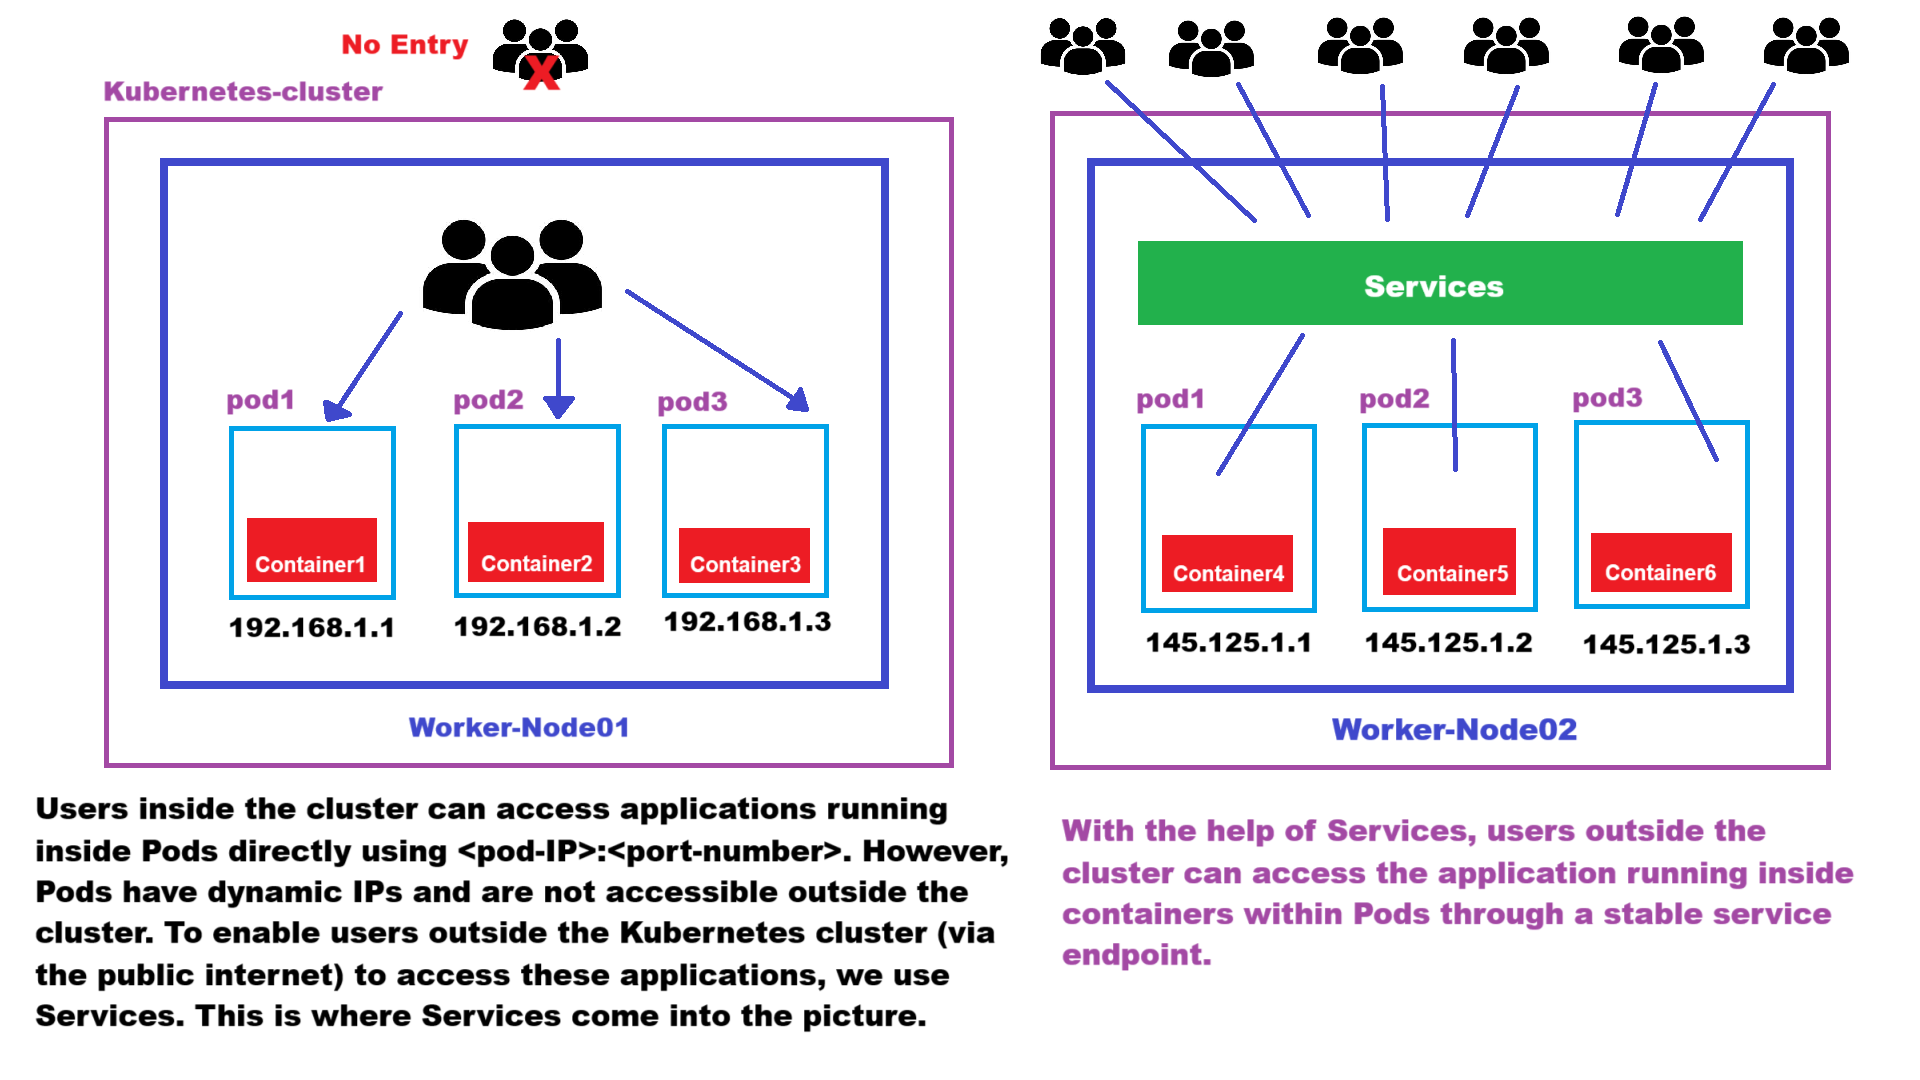 No Entry
Kubernetes-cluster
pod1
pod2
pod3
Container1
Container2
Container3
192.168.1.1
192.168.1.2
192.168.1.3
Worker-Node01
Users inside the cluster can access applications running
inside Pods directly using <pod-IP>:<port-number>. However,
Pods have dynamic IPs and are not accessible outside the
cluster. To enable users outside the Kubernetes cluster (via
the public internet) to access these applications, we use
Services. This is where Services come into the picture.
Services
pod1
pod2
pod3
Container4
Container5
Container6
145.125.1.1
145.125.1.2
145.125.1.3
Worker-Node02
With the help of Services, users outside the
cluster can access the application running inside
containers within Pods through a stable service
endpoint.